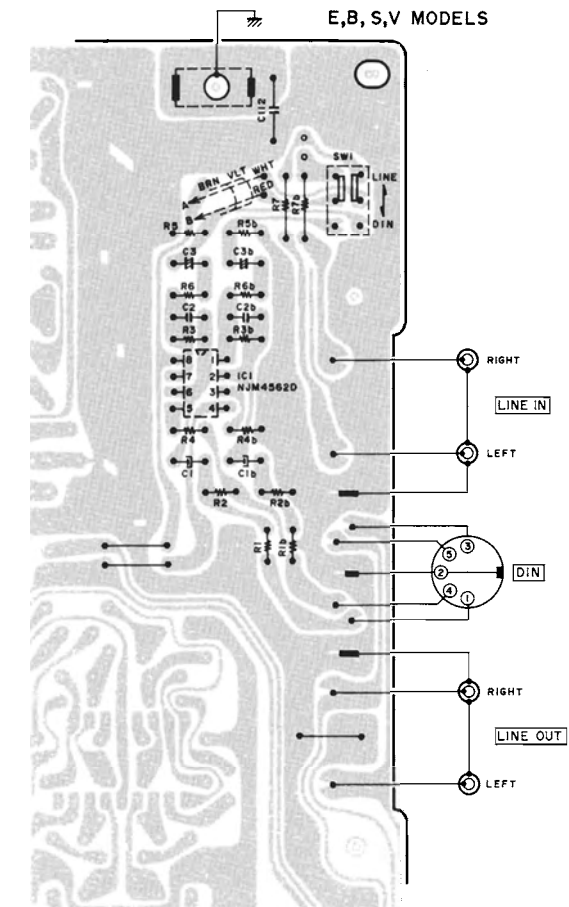 E,B, S,V MODELS
C112
SW1
LINE
DIN
BRN VLT WHT
RED
A
B
R7
R7b
R5
R5b
C3
C3b
R6
R6b
C2
C2b
R3
R3b
8 1
7 2
6 3
5 4
IC1
NJM4562D
RIGHT
LINE IN
LEFT
R4
R4b
C1
C1b
R2
R2b
R1
R1b
3
5
2
4
1
DIN
RIGHT
LINE OUT
LEFT